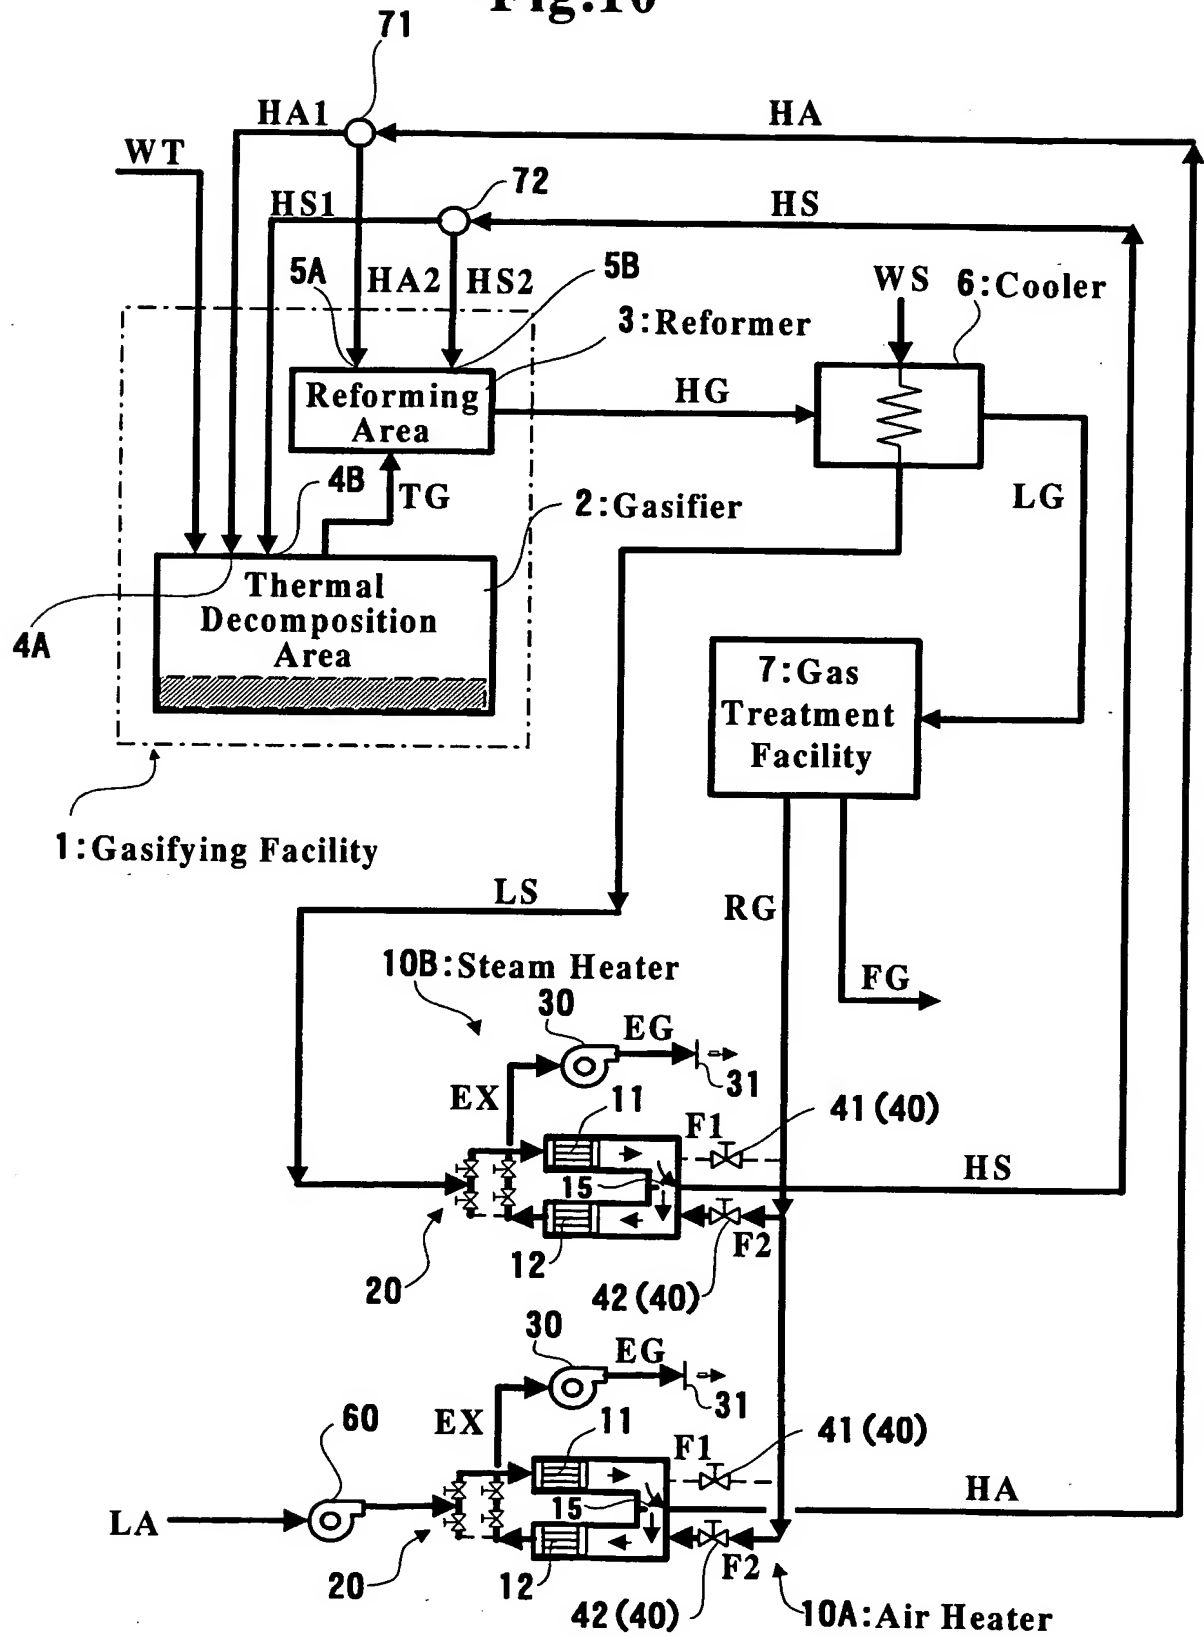 Fig.10
71
HA1
HA
WT
72
HS1
HS
5A
HA2
HS2
5B
WS
6:Cooler
3:Reformer
Reforming
Area
HG
4B
TG
LG
2:Gasifier
Thermal
Decomposition
Area
4A
7:Gas
Treatment
Facility
1:Gasifying Facility
LS
RG
10B:Steam Heater
FG
30
EG
31
EX
11
F1
41(40)
HS
15
12
F2
20
42(40)
30
EG
31
60
EX
11
F1
41(40)
HA
15
LA
20
12
F2
42(40)
10A:Air Heater